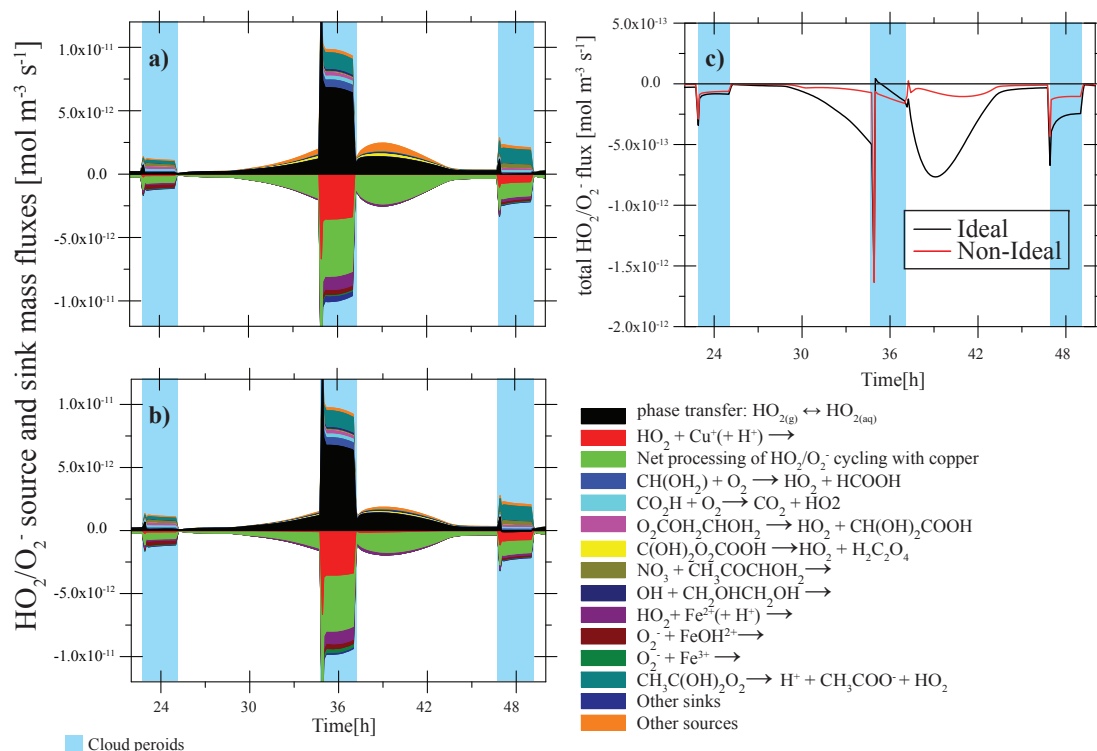 HO₂/O₂⁻ source and sink mass fluxes [mol m⁻³ s⁻¹]
a)
1.0x10⁻¹¹
5.0x10⁻¹²
0.0
-5.0x10⁻¹²
-1.0x10⁻¹¹
b)
1.0x10⁻¹¹
5.0x10⁻¹²
0.0
-5.0x10⁻¹²
-1.0x10⁻¹¹
24 30 36 42 48
Time[h]
Cloud peroids
total HO₂/O₂⁻ flux [mol m⁻³ s⁻¹]
c)
5.0x10⁻¹³
0.0
-5.0x10⁻¹³
-1.0x10⁻¹²
-1.5x10⁻¹²
-2.0x10⁻¹²
Ideal
Non-Ideal
24 30 36 42 48
Time[h]
phase transfer: HO₂₍g₎ ↔ HO₂₍aq₎
HO₂ + Cu⁺(+ H⁺) →
Net processing of HO₂/O₂⁻ cycling with copper
CH(OH₂) + O₂ → HO₂ + HCOOH
CO₂H + O₂ → CO₂ + HO2
O₂COH₂CHOH₂ → HO₂ + CH(OH)₂COOH
C(OH)₂O₂COOH → HO₂ + H₂C₂O₄
NO₃ + CH₃COCHOH₂ →
OH + CH₂OHCH₂OH →
HO₂ + Fe²⁺(+ H⁺) →
O₂⁻ + FeOH²⁺ →
O₂⁻ + Fe³⁺ →
CH₃C(OH)₂O₂ → H⁺ + CH₃COO⁻ + HO₂
Other sinks
Other sources